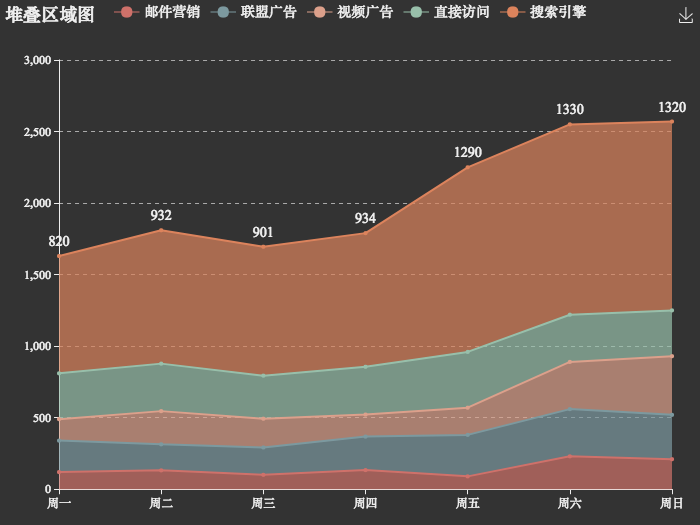 堆叠区域图 邮件营销 联盟广告 视频广告 直接访问 搜索引擎
3,000
2,500
2,000
1,500
1,000
500
0
820 932 901 934 1290 1330 1320
周一 周二 周三 周四 周五 周六 周日